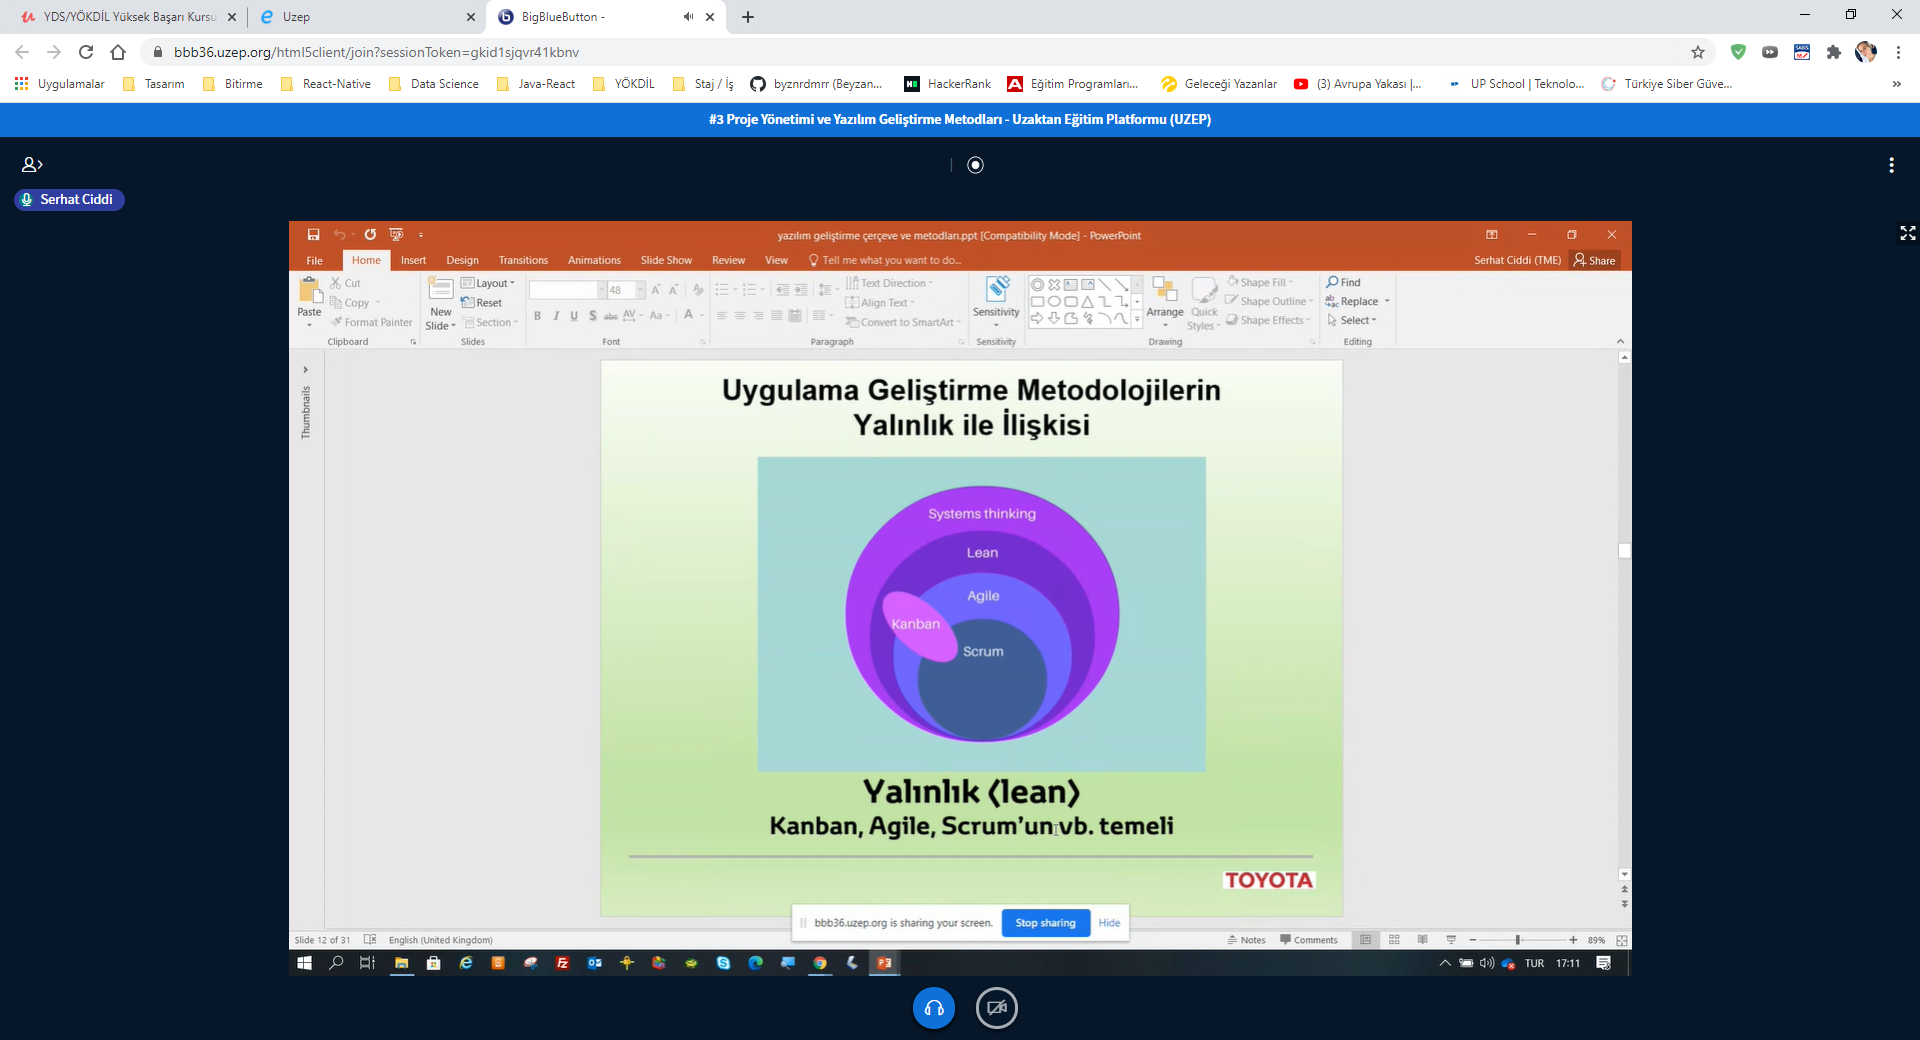 YDS/YÖKDİL Yüksek Başarı Kursu
Uzep
BigBlueButton -
bbb36.uzep.org/html5client/join?sessionToken=gkid1sjqvr41kbnv
Uygulamalar
Tasarım
Bitirme
React-Native
Data Science
Java-React
YÖKDİL
Staj / İş
byznrdmrr (Beyzan...
HackerRank
Eğitim Programları...
Geleceği Yazanlar
(3) Avrupa Yakası |...
UP School | Teknolo...
Türkiye Siber Güve...
#3 Proje Yönetimi ve Yazılım Geliştirme Metodları - Uzaktan Eğitim Platformu (UZEP)
Serhat Ciddi
yazılım geliştirme çerçeve ve metodları.ppt [Compatibility Mode] - PowerPoint
File Home Insert Design Transitions Animations Slide Show Review View Tell me what you want to do...
Serhat Ciddi (TME) Share
Paste
Cut
Copy
Format Painter
Clipboard
New Slide
Layout
Reset
Section
Slides
48
Font
Text Direction
Align Text
Convert to SmartArt
Paragraph
Sensitivity
Sensitivity
Arrange
Quick Styles
Shape Fill
Shape Outline
Shape Effects
Drawing
Find
Replace
Select
Editing
Thumbnails
Uygulama Geliştirme Metodolojilerin
Yalınlık ile İlişkisi
Systems thinking
Lean
Agile
Kanban
Scrum
Yalınlık (lean)
Kanban, Agile, Scrum'un vb. temeli
TOYOTA
bbb36.uzep.org is sharing your screen. Stop sharing Hide
Slide 12 of 31 English (United Kingdom)
Notes Comments 89%
TUR 17:11